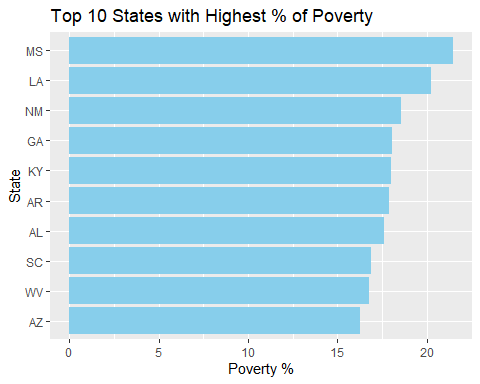 Top 10 States with Highest % of Poverty
State
MS
LA
NM
GA
KY
AR
AL
SC
WV
AZ
0 5 10 15 20
Poverty %